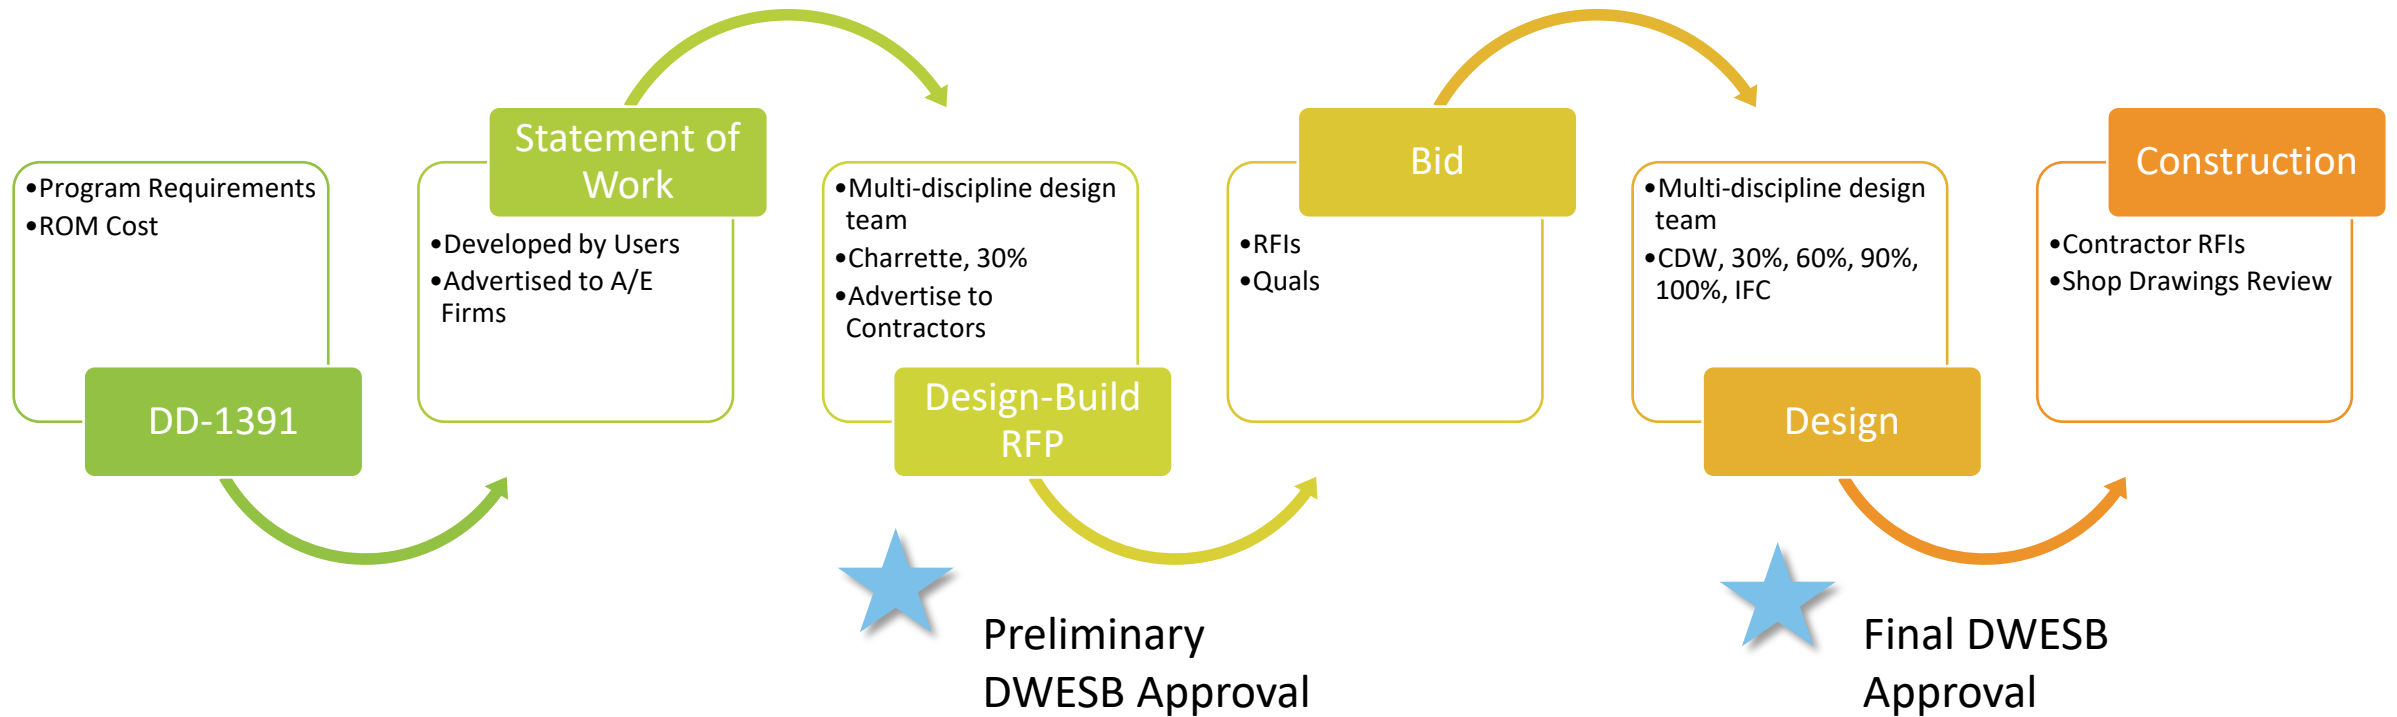 •Program Requirements
•ROM Cost
DD-1391
Statement of
Work
•Developed by Users
•Advertised to A/E
Firms
•Multi-discipline design
team
•Charrette, 30%
•Advertise to
Contractors
Design-Build
RFP
Bid
•RFIs
•Quals
•Multi-discipline design
team
•CDW, 30%, 60%, 90%,
100%, IFC
Design
Construction
•Contractor RFIs
•Shop Drawings Review
Preliminary
DWESB Approval
Final DWESB
Approval